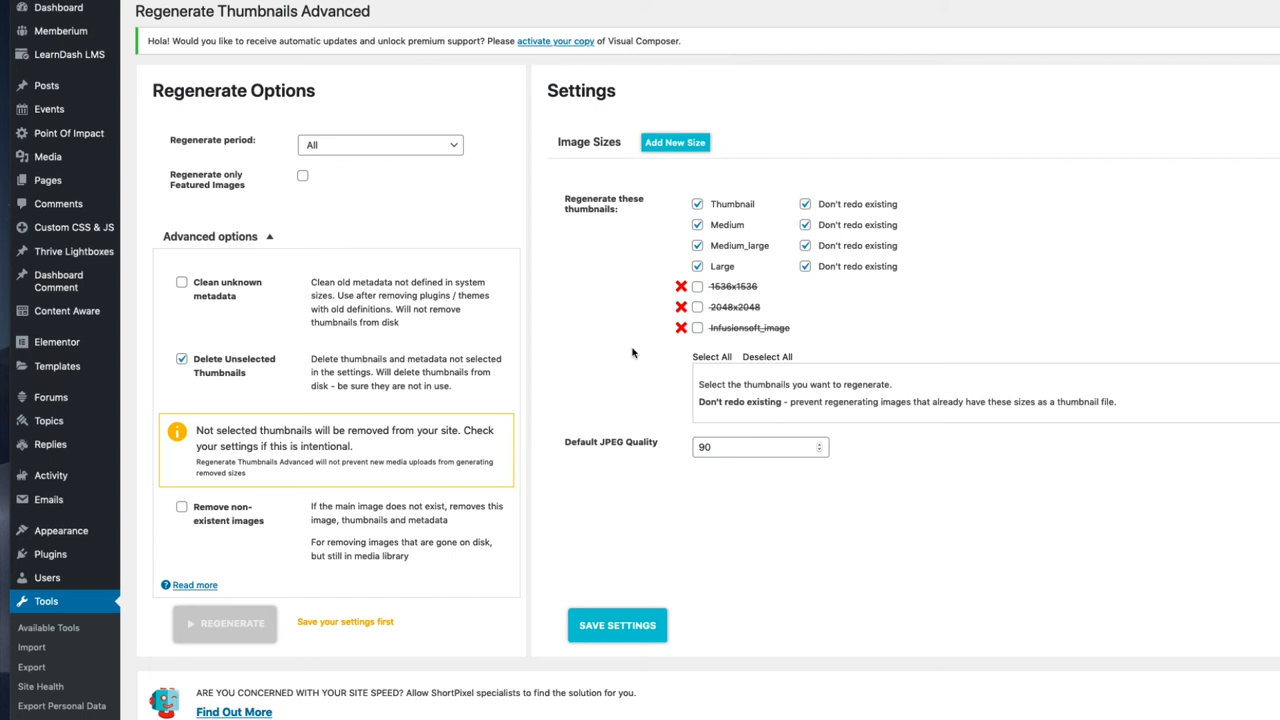 Dashboard
Memberium
LearnDash LMS
Posts
Events
Point Of Impact
Media
Pages
Comments
Custom CSS & JS
Thrive Lightboxes
Dashboard
Comment
Content Aware
Elementor
Templates
Forums
Topics
Replies
Activity
Emails
Appearance
Plugins
Users
Tools
Available Tools
Import
Export
Site Health
Export Personal Data
Regenerate Thumbnails Advanced
Hola! Would you like to receive automatic updates and unlock premium support? Please activate your copy of Visual Composer.
Regenerate Options
Regenerate period:
All
Regenerate only
Featured Images
Advanced options
Clean unknown
metadata
Clean old metadata not defined in system
sizes. Use after removing plugins / themes
with old definitions. Will not remove
thumbnails from disk
Delete Unselected
Thumbnails
Delete thumbnails and metadata not selected
in the settings. Will delete thumbnails from
disk - be sure they are not in use.
Not selected thumbnails will be removed from your site. Check
your settings if this is intentional.
Regenerate Thumbnails Advanced will not prevent new media uploads from generating
removed sizes
Remove non-
existent images
If the main image does not exist, removes this
image, thumbnails and metadata
For removing images that are gone on disk,
but still in media library
Read more
REGENERATE
Save your settings first
Settings
Image Sizes
Add New Size
Regenerate these
thumbnails:
Thumbnail Don't redo existing
Medium Don't redo existing
Medium_large Don't redo existing
Large Don't redo existing
1536x1536
2048x2048
Infusionsoft_image
Select All Deselect All
Select the thumbnails you want to regenerate.
Don't redo existing - prevent regenerating images that already have these sizes as a thumbnail file.
Default JPEG Quality
90
SAVE SETTINGS
ARE YOU CONCERNED WITH YOUR SITE SPEED? Allow ShortPixel specialists to find the solution for you.
Find Out More